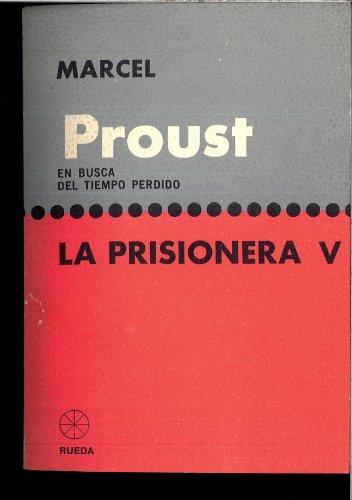 MARCEL
Proust
EN BUSCA
DEL TIEMPO PERDIDO
LA PRISIONERA V
RUEDA